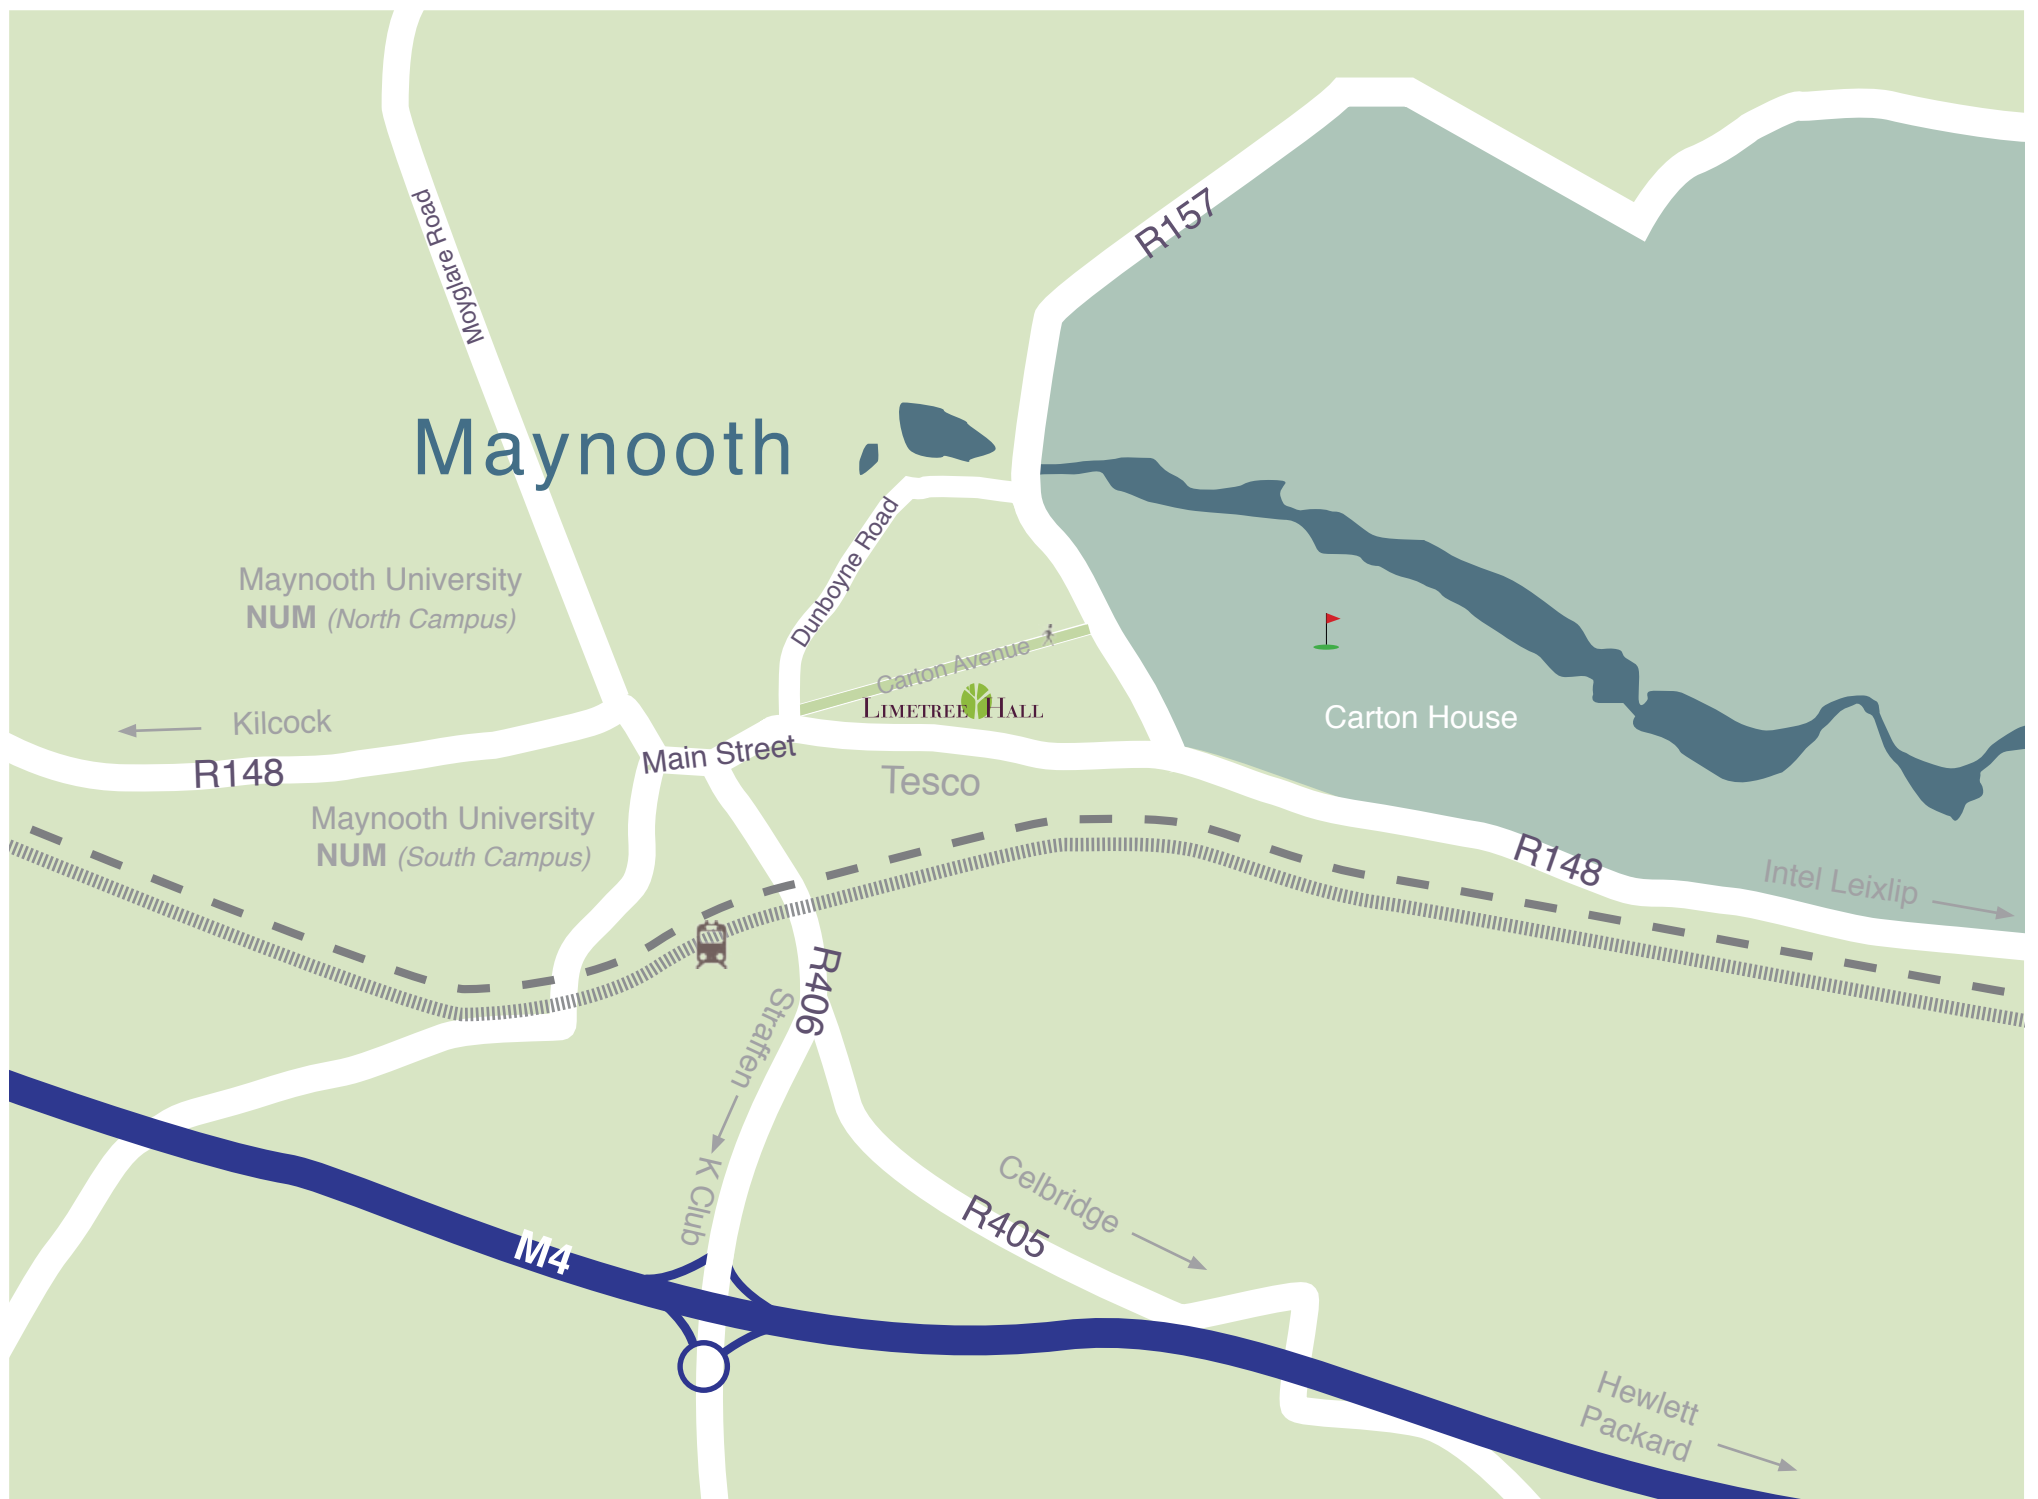 R157
Moyglare Road
Maynooth
Dunboyne Road
Maynooth University
NUM (North Campus)
Carton Avenue
LIMETREE HALL
Carton House
Kilcock
R148
Main Street
Tesco
Maynooth University
NUM (South Campus)
R148
Intel Leixlip
R406
Straffen
K Club
Celbridge
R405
M4
Hewlett
Packard